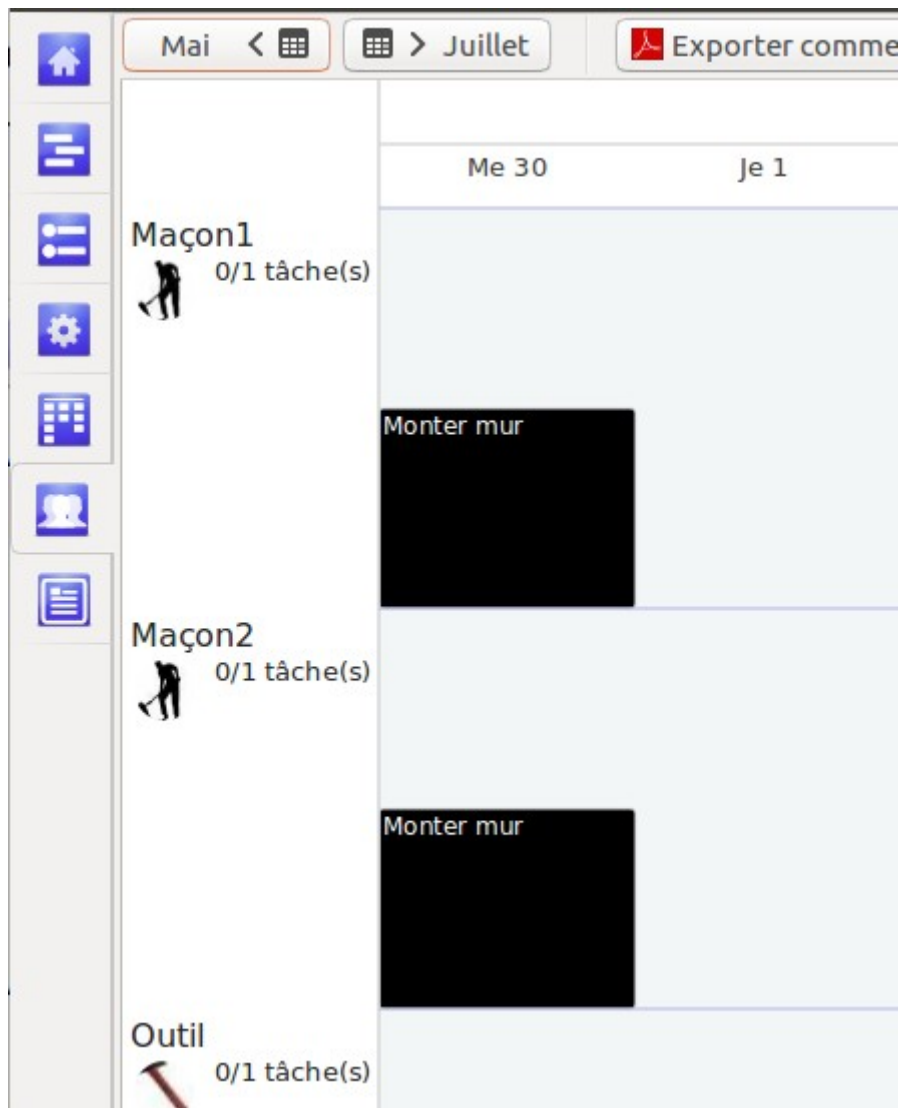 Mai
Juillet
Exporter comme
Me 30 Je 1
Maçon1
0/1 tâche(s)
Monter mur
Maçon2
0/1 tâche(s)
Monter mur
Outil
0/1 tâche(s)